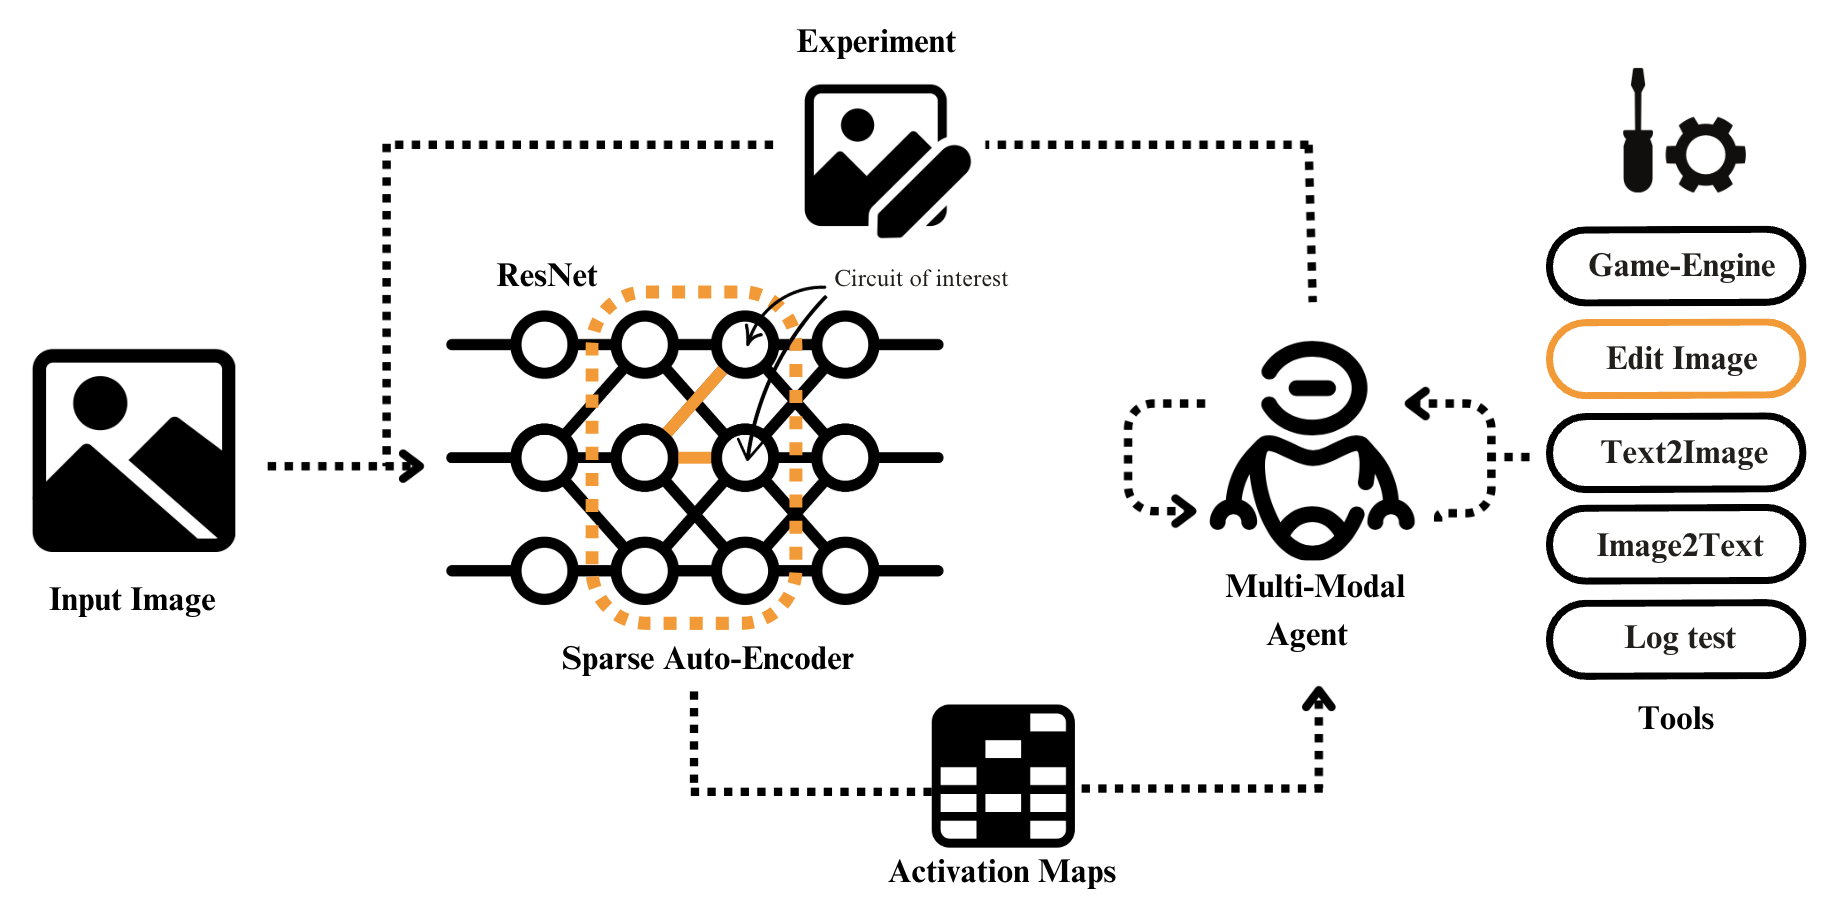 Experiment
ResNet
Circuit of interest
Input Image
Sparse Auto-Encoder
Activation Maps
Multi-Modal
Agent
Game-Engine
Edit Image
Text2Image
Image2Text
Log test
Tools